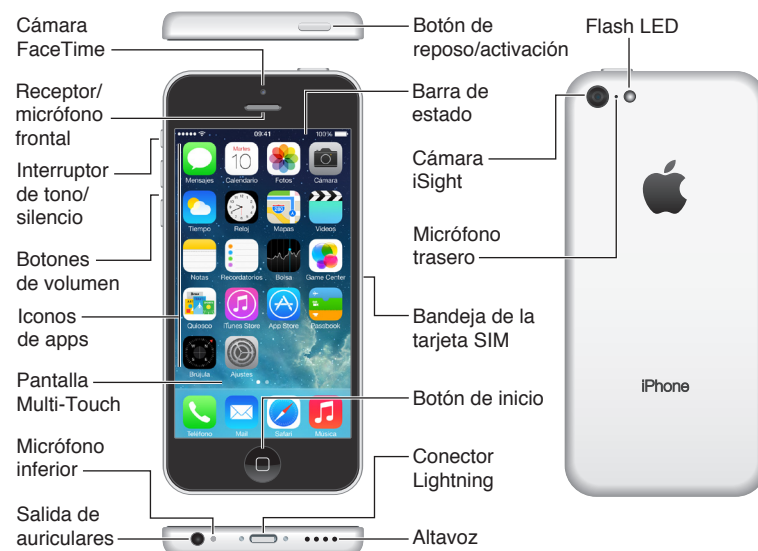 Cámara
FaceTime
Receptor/
micrófono
frontal
Interruptor
de tono/
silencio
Botones
de volumen
Iconos
de apps
Pantalla
Multi-Touch
Micrófono
inferior
Salida de
auriculares
09:41
100%
Martes
10
Mensajes
Calendario
Fotos
Cámara
Tiempo
Reloj
Mapas
Vídeos
Notas
Recordatorios
Bolsa
Game Center
Quiosco
iTunes Store
App Store
Passbook
Brújula
Ajustes
Teléfono
Mail
Safari
Música
Botón de
reposo/activación
Barra de
estado
Cámara
iSight
Micrófono
trasero
Bandeja de la
tarjeta SIM
Botón de inicio
Conector
Lightning
Altavoz
Flash LED
iPhone